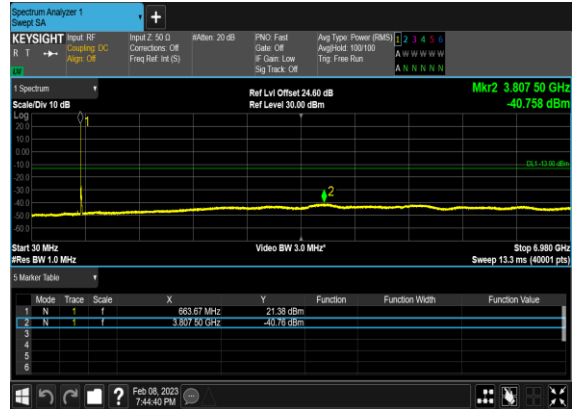 Spectrum Analyzer 1
Swept SA
+
KEYSIGHT Input: RF Input Z: 50 Ω #Atten: 20 dB PNO: Fast Avg Type: Power (RMS) 1 2 3 4 5 6
R T Coupling: DC Corrections: Off Gate: Off Avg|Hold: 100/100 A W W W W W
Align: Off Freq Ref: Int (S) IF Gain: Low Trig: Free Run
Sig Track: Off A N N N N N
1 Spectrum Ref Lvl Offset 24.60 dB Mkr2 3.807 50 GHz
Scale/Div 10 dB Ref Level 30.00 dBm -40.758 dBm
Log
1
20.0
10.0
0.00
-10.0 DL1 -13.00 dBm
-20.0
-30.0 2
-40.0
-50.0
-60.0
Start 30 MHz Video BW 3.0 MHz* Stop 6.980 GHz
#Res BW 1.0 MHz Sweep 13.3 ms (40001 pts)
5 Marker Table
Mode Trace Scale X Y Function Function Width Function Value
1 N 1 f 663.67 MHz 21.38 dBm
2 N 1 f 3.807 50 GHz -40.76 dBm
3
4
5
6
? Feb 08, 2023
7:44:40 PM